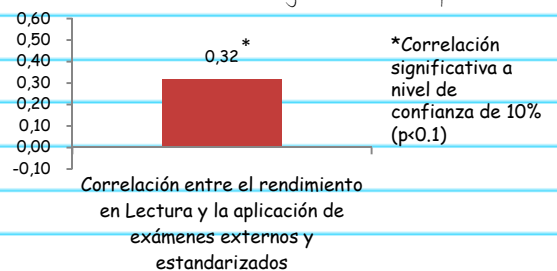 0,60
0,50
0,40
0,30
0,20
0,10
0,00
-0,10
0,32 *
*Correlación
significativa a
nivel de
confianza de 10%
(p<0.1)
Correlación entre el rendimiento
en Lectura y la aplicación de
exámenes externos y
estandarizados